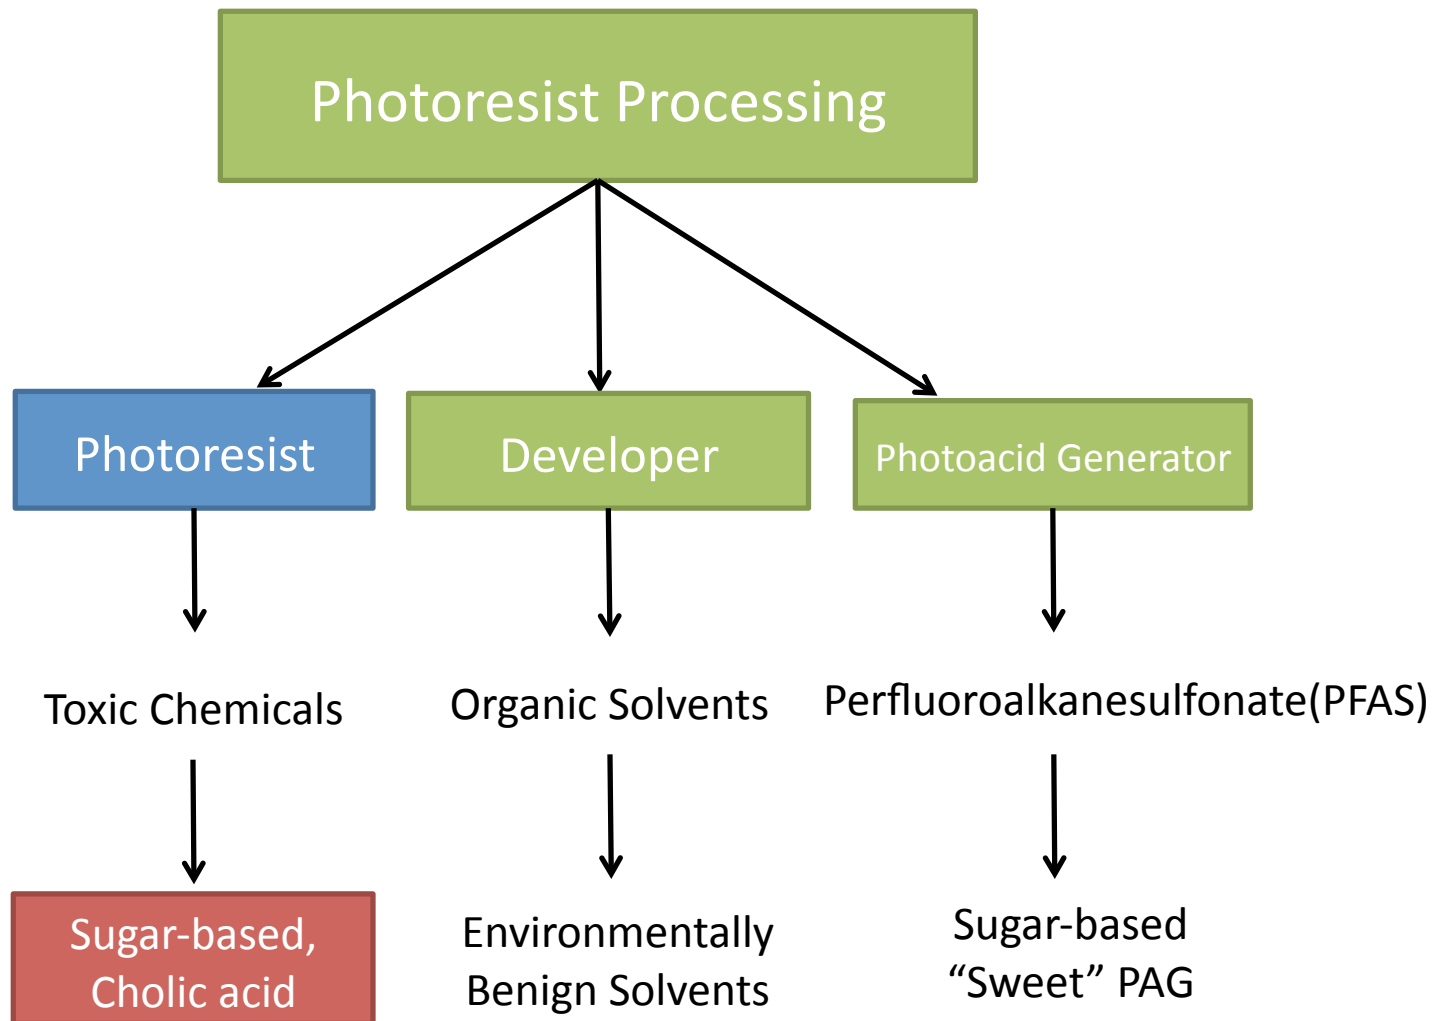 Photoresist Processing
Photoresist
Developer
Photoacid Generator
Toxic Chemicals
Organic Solvents
Perfluoroalkanesulfonate(PFAS)
Sugar-based,
Cholic acid
Environmentally
Benign Solvents
Sugar-based
“Sweet” PAG